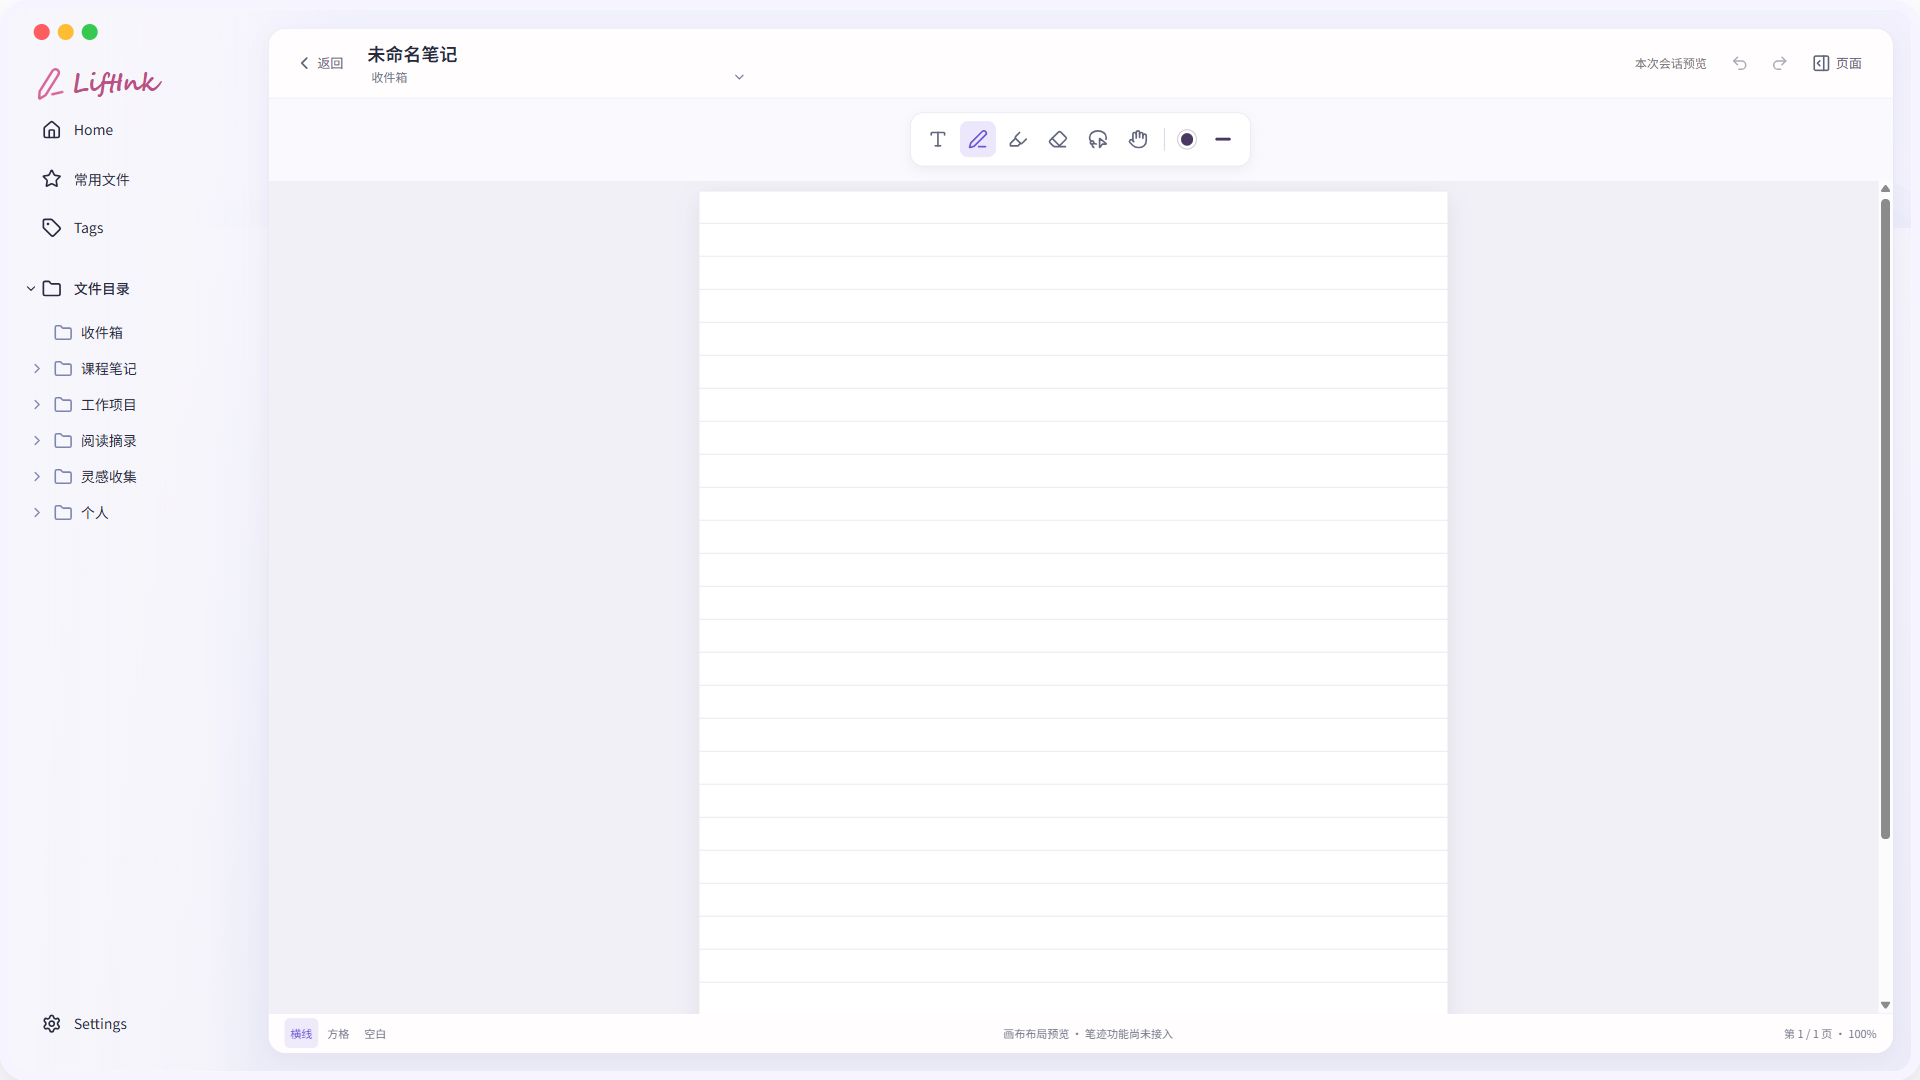 LiftInk
Home
常用文件
Tags
文件目录
收件箱
课程笔记
工作项目
阅读摘录
灵感收集
个人
Settings
返回
未命名笔记
收件箱
本次会话预览
页面
横线
方格
空白
画布布局预览 · 笔迹功能尚未接入
第 1 / 1 页 · 100%